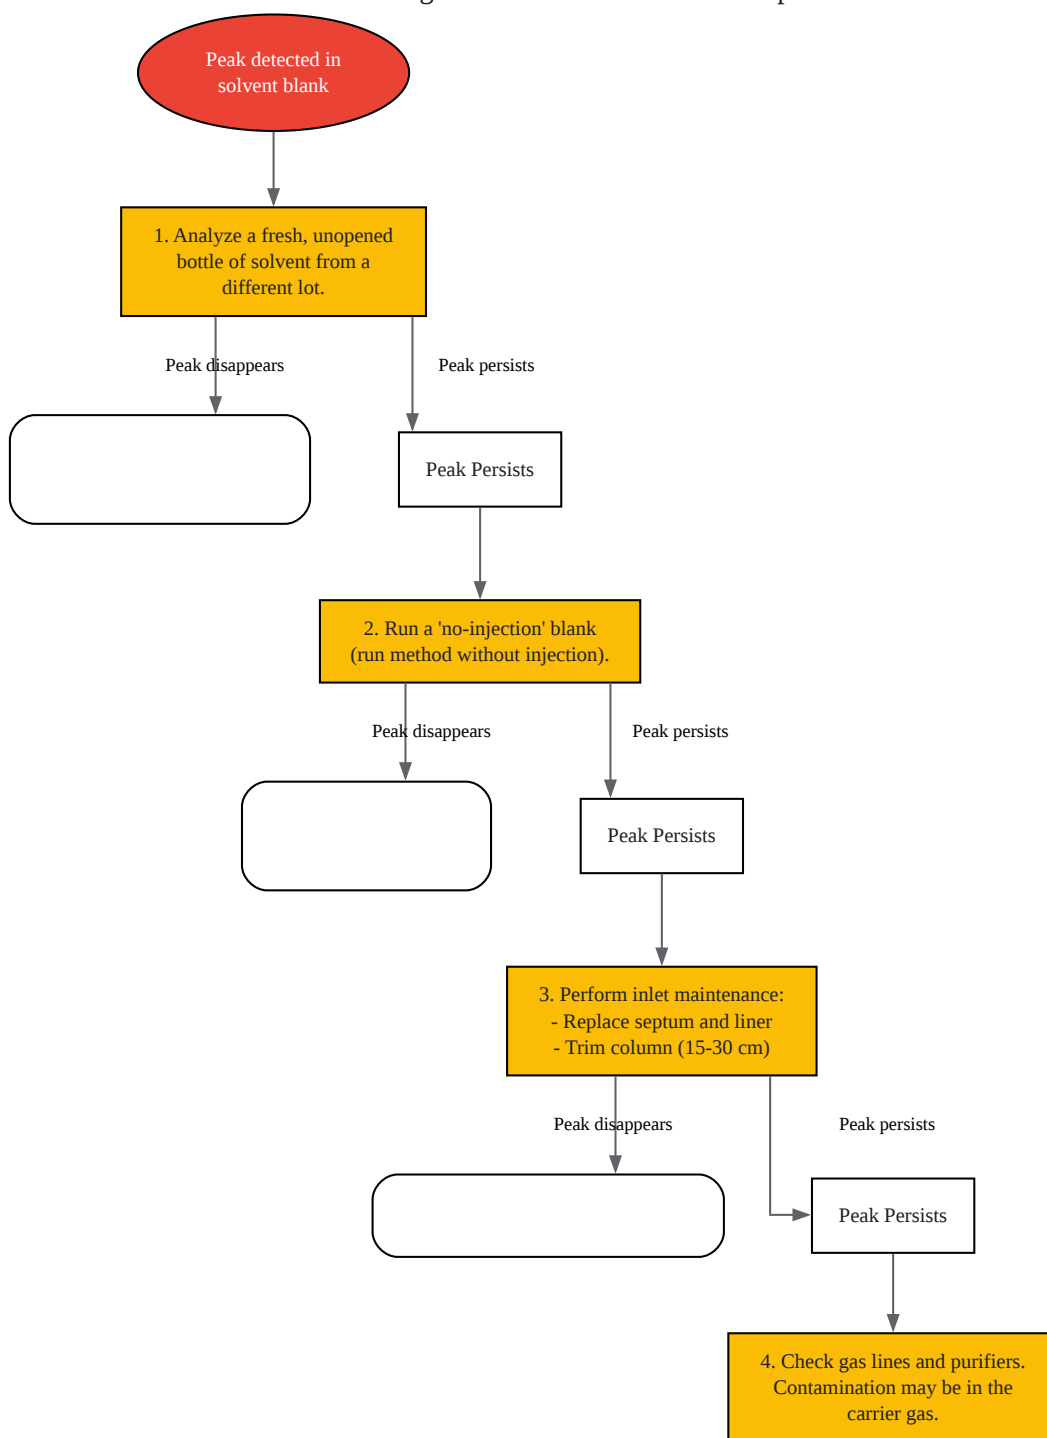 Peak detected in
solvent blank
1. Analyze a fresh, unopened
bottle of solvent from a
different lot.
Peak disappears
Peak persists
Peak Persists
2. Run a 'no-injection' blank
(run method without injection).
Peak disappears
Peak persists
Peak Persists
3. Perform inlet maintenance:
- Replace septum and liner
- Trim column (15-30 cm)
Peak disappears
Peak persists
Peak Persists
4. Check gas lines and purifiers.
Contamination may be in the
carrier gas.